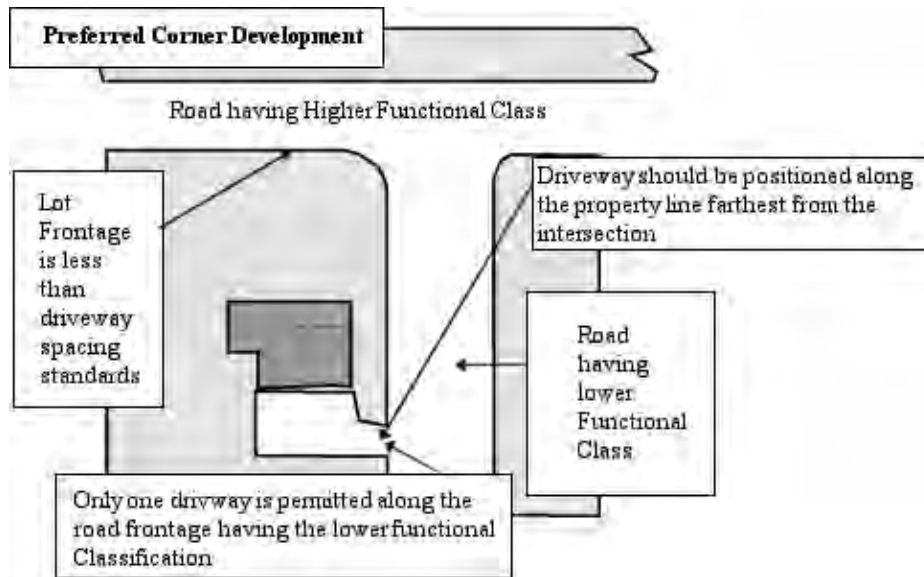 Preferred Corner Development
Road having Higher Functional Class
Lot
Frontage
is less
than
driveway
spacing
standards
Driveway should be positioned along
the property line farthest from the
intersection
Road
having
lower
Functional
Class
Only one drivway is permitted along the
road frontage having the lower functional
Classification